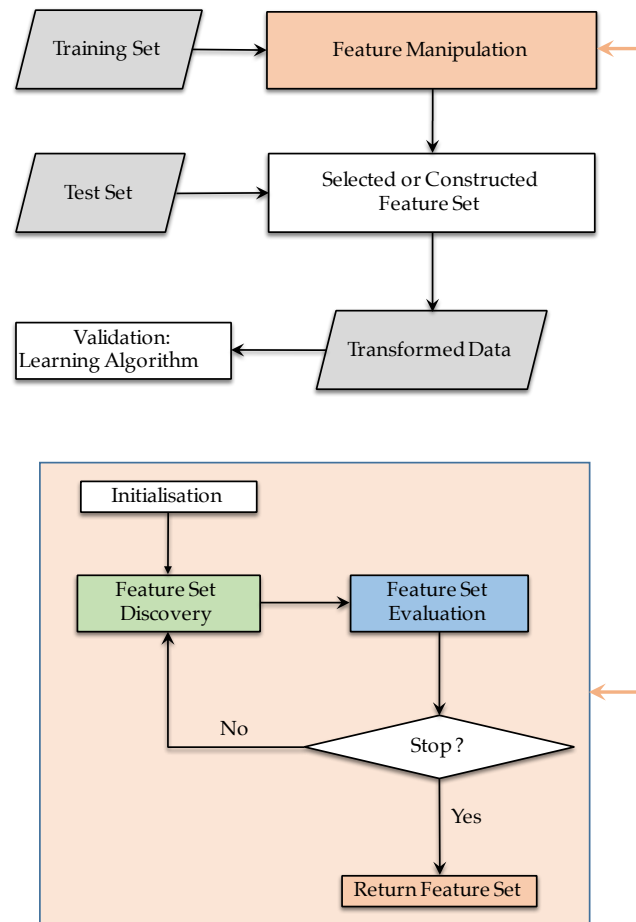 Training Set
Feature Manipulation
Test Set
Selected or Constructed
Feature Set
Validation:
Learning Algorithm
Transformed Data
Initialisation
Feature Set
Discovery
Feature Set
Evaluation
No
Stop ?
Yes
Return Feature Set